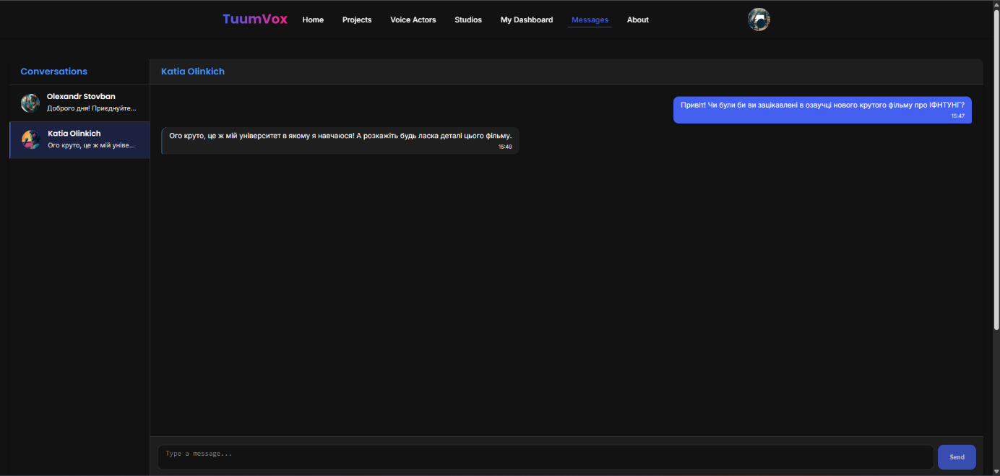 TuumVox
Home
Projects
Voice Actors
Studios
My Dashboard
Messages
About
Conversations
Olexandr Stovban
Доброго дня! Приєднуйте...
Katia Olinkich
Ого круто, це ж мій уніве...
Katia Olinkich
Привіт! Чи були би ви зацікавлені в озвучці нового крутого фільму про ІФНТУНГ?
15:47
Ого круто, це ж мій університет в якому я навчаюся! А розкажіть будь ласка деталі цього фільму.
15:49
Type a message...
Send